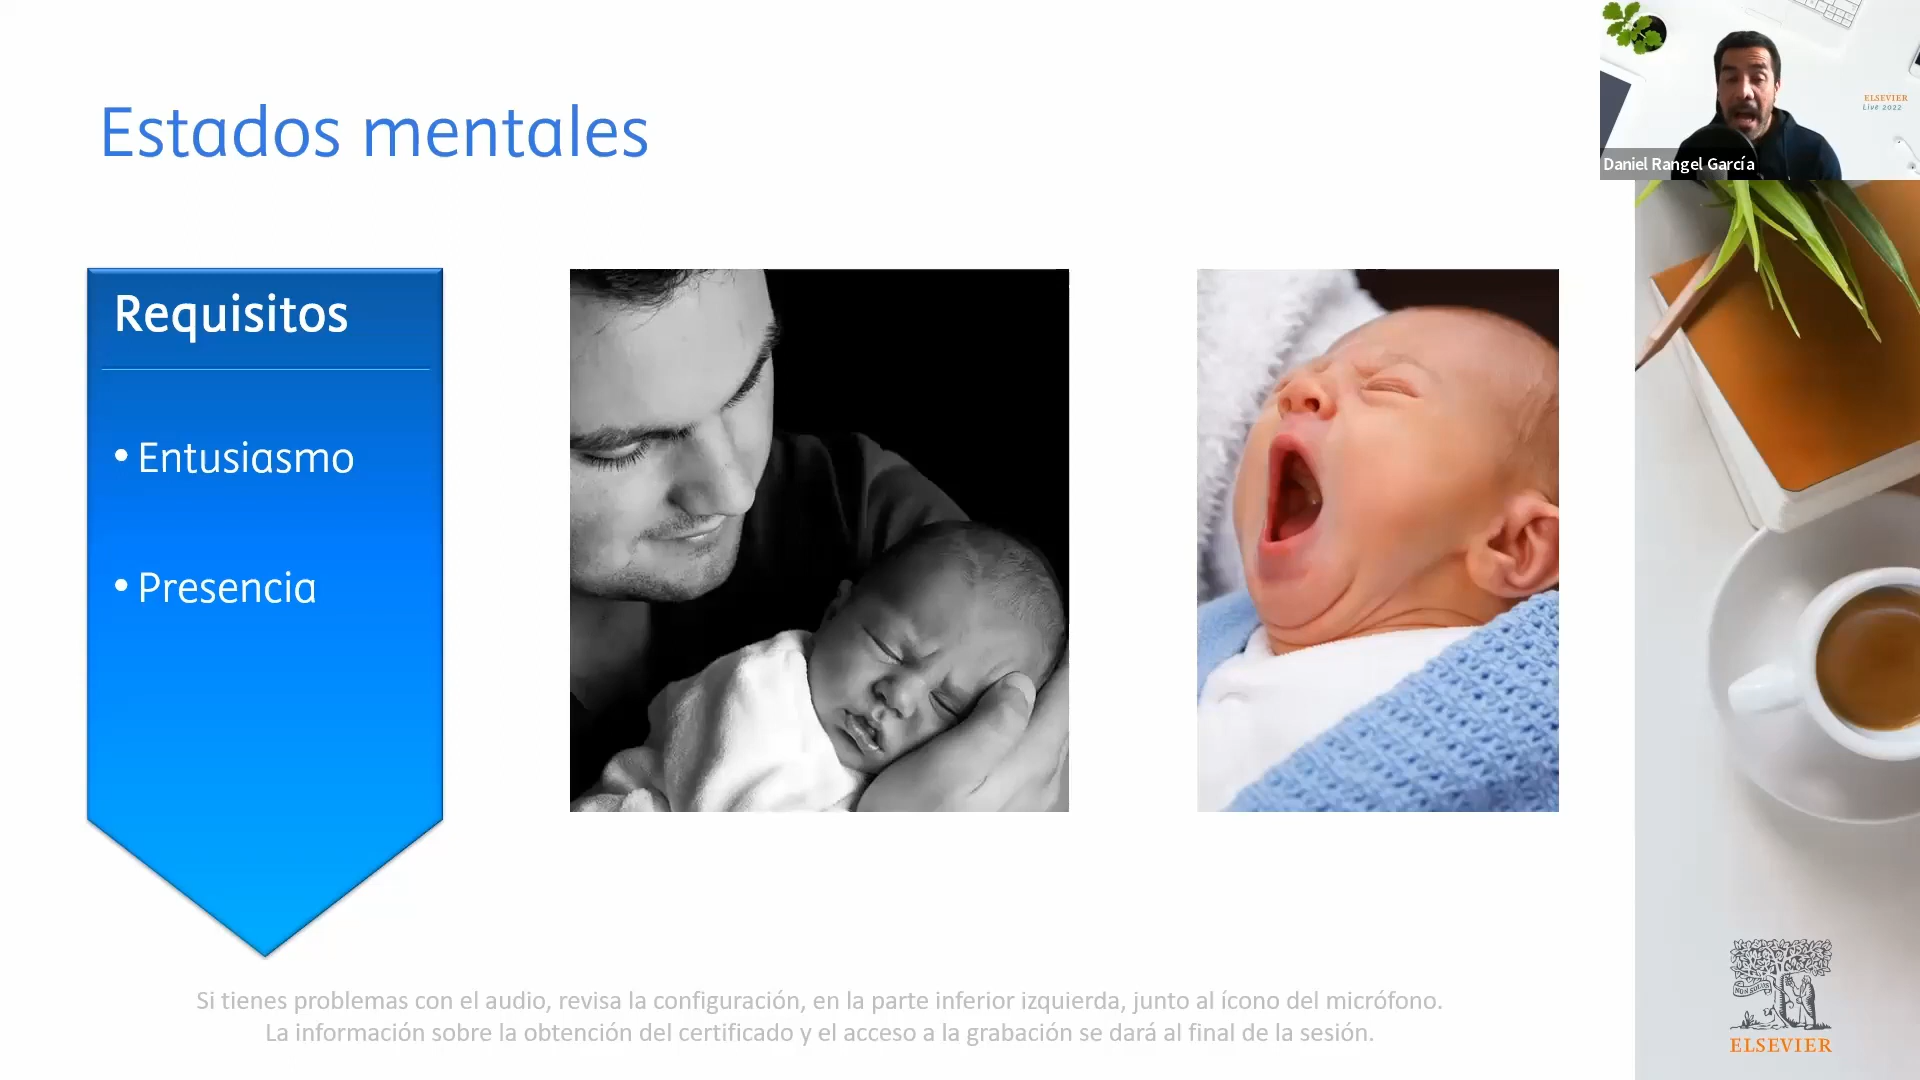 Estados mentales
ELSEVIER
Live 2022
Daniel Rangel García
Requisitos
• Entusiasmo
• Presencia
Si tienes problemas con el audio, revisa la configuración, en la parte inferior izquierda, junto al ícono del micrófono.
La información sobre la obtención del certificado y el acceso a la grabación se dará al final de la sesión.
NON SOLUS
ELSEVIER